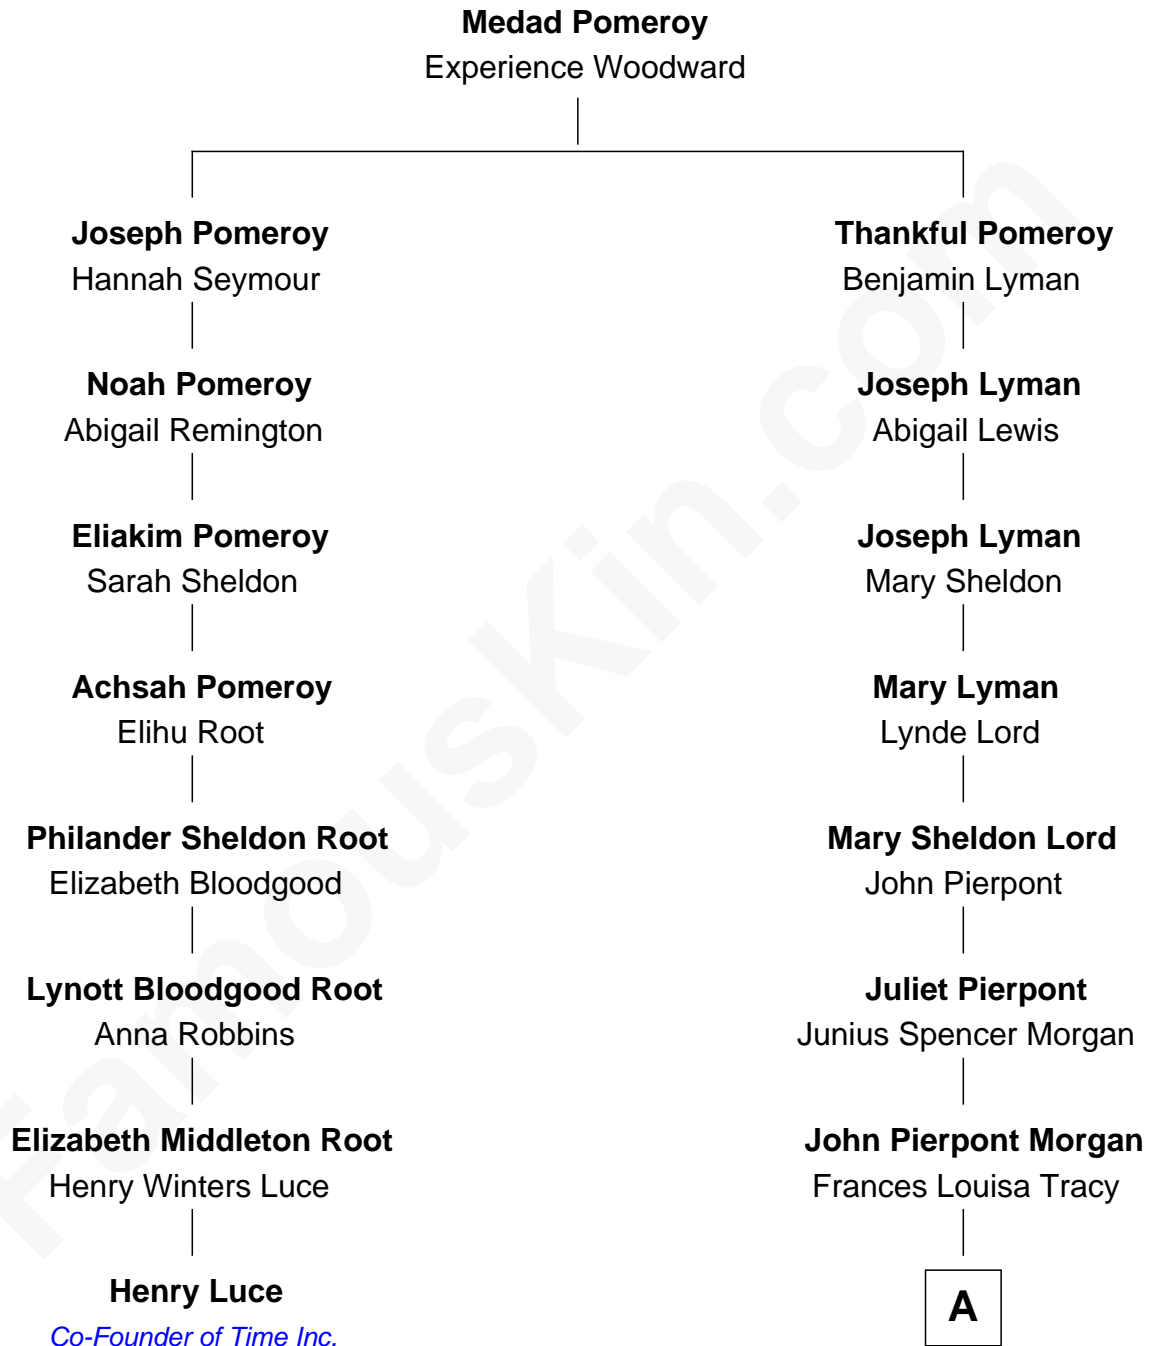 Medad Pomeroy
Experience Woodward
Joseph Pomeroy
Hannah Seymour
Thankful Pomeroy
Benjamin Lyman
Noah Pomeroy
Abigail Remington
Joseph Lyman
Abigail Lewis
Eliakim Pomeroy
Sarah Sheldon
Joseph Lyman
Mary Sheldon
Achsah Pomeroy
Elihu Root
Mary Lyman
Lynde Lord
Philander Sheldon Root
Elizabeth Bloodgood
Mary Sheldon Lord
John Pierpont
Lynott Bloodgood Root
Anna Robbins
Juliet Pierpont
Junius Spencer Morgan
Elizabeth Middleton Root
Henry Winters Luce
John Pierpont Morgan
Frances Louisa Tracy
Henry Luce
Co-Founder of Time Inc.
A
FamousKin.com